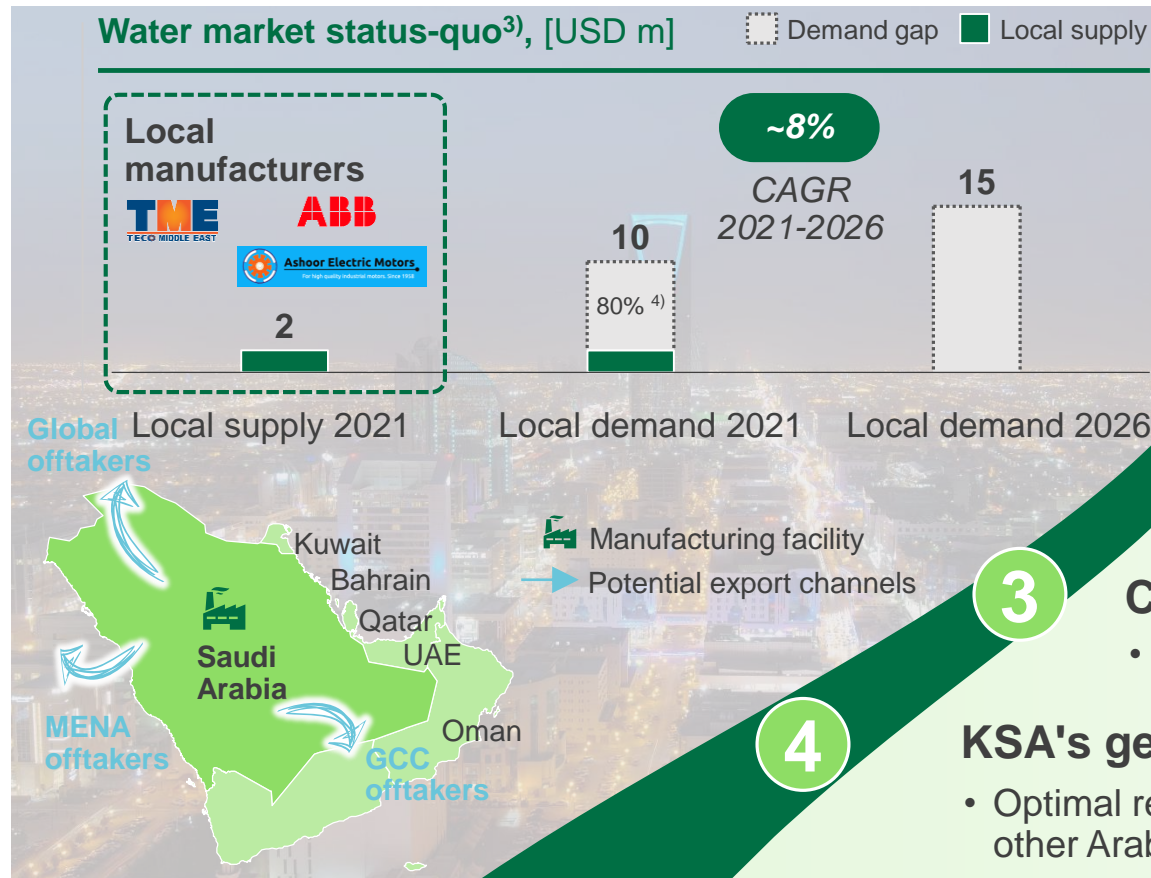 Water market status-quo3), [USD m]
Demand gap
Local supply
Local
manufacturers
TME
TECO MIDDLE EAST
ABB
Ashoor Electric Motors
For high quality industrial motors. Since 1958
~8%
CAGR
2021-2026
2
10
80% 4)
15
Local supply 2021
Local demand 2021
Local demand 2026
Global
offtakers
Kuwait
Bahrain
Qatar
UAE
Saudi
Arabia
Oman
MENA
offtakers
GCC
offtakers
Manufacturing facility
Potential export channels
3
C
•
4
KSA's ge
• Optimal re
other Arab